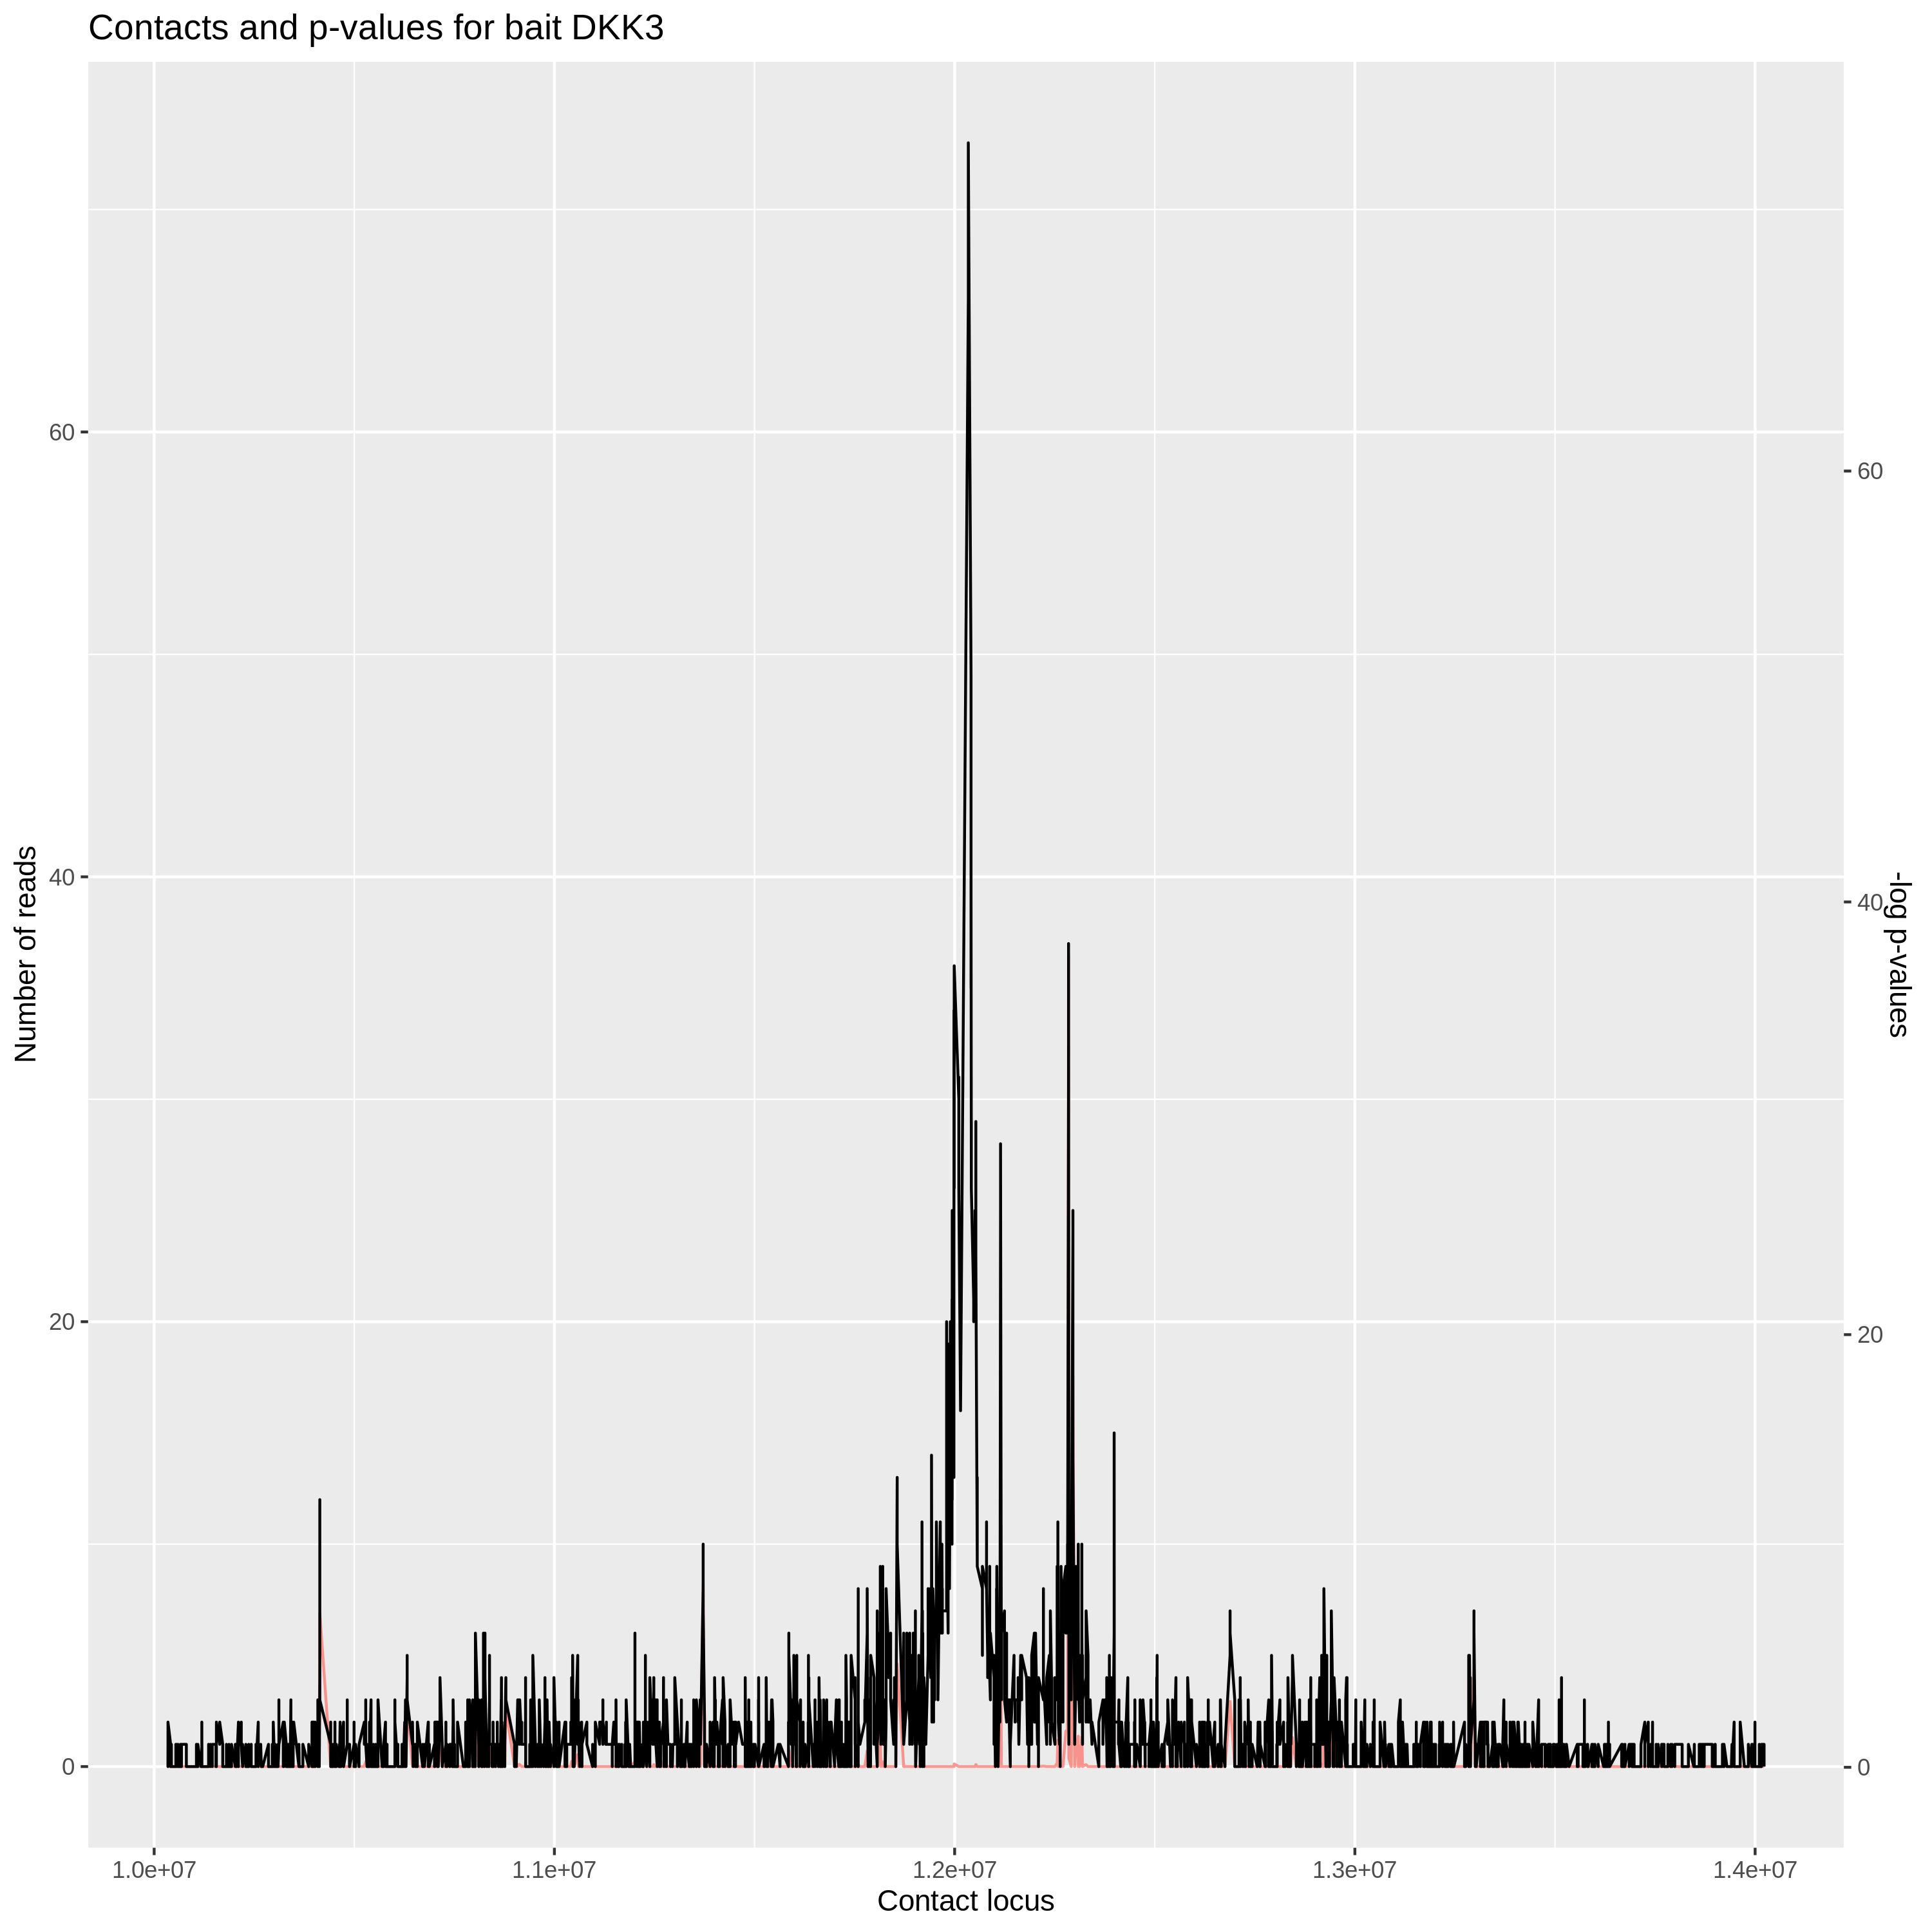 Contacts and p-values for bait DKK3
Number of reads
60
40
20
0
60
40
20
0
-log p-values
1.0e+07 1.1e+07 1.2e+07 1.3e+07 1.4e+07
Contact locus